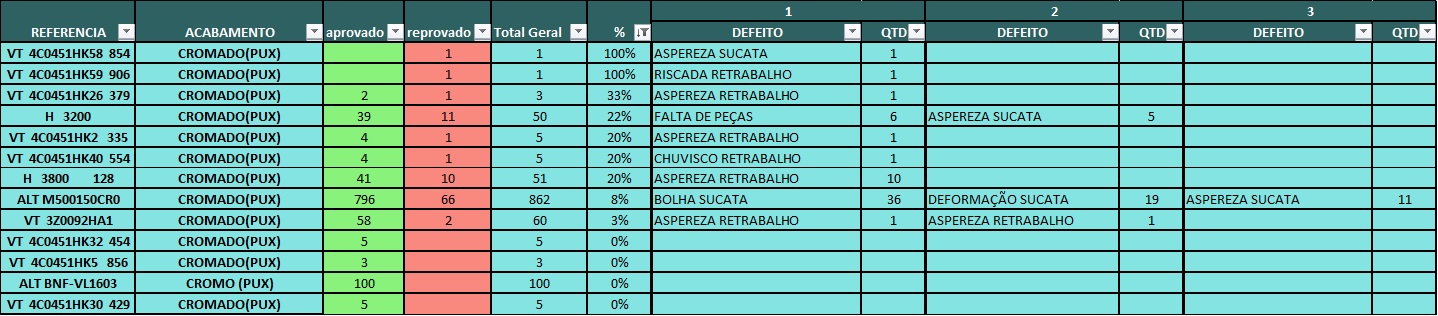 1 2 3
REFERENCIA ACABAMENTO aprovado reprovado Total Geral % DEFEITO QTD DEFEITO QTD DEFEITO QTD
VT 4C0451HK58 854 CROMADO(PUX) 1 1 100% ASPEREZA SUCATA 1
VT 4C0451HK59 906 CROMADO(PUX) 1 1 100% RISCADA RETRABALHO 1
VT 4C0451HK26 379 CROMADO(PUX) 2 1 3 33% ASPEREZA RETRABALHO 1
H 3200 CROMADO(PUX) 39 11 50 22% FALTA DE PEÇAS 6 ASPEREZA SUCATA 5
VT 4C0451HK2 335 CROMADO(PUX) 4 1 5 20% ASPEREZA RETRABALHO 1
VT 4C0451HK40 554 CROMADO(PUX) 4 1 5 20% CHUVISCO RETRABALHO 1
H 3800 128 CROMADO(PUX) 41 10 51 20% ASPEREZA RETRABALHO 10
ALT M500150CR0 CROMADO(PUX) 796 66 862 8% BOLHA SUCATA 36 DEFORMAÇÃO SUCATA 19 ASPEREZA SUCATA 11
VT 3Z0092HA1 CROMADO(PUX) 58 2 60 3% ASPEREZA RETRABALHO 1 ASPEREZA RETRABALHO 1
VT 4C0451HK32 454 CROMADO(PUX) 5 5 0%
VT 4C0451HK5 856 CROMADO(PUX) 3 3 0%
ALT BNF-VL1603 CROMO (PUX) 100 100 0%
VT 4C0451HK30 429 CROMADO(PUX) 5 5 0%